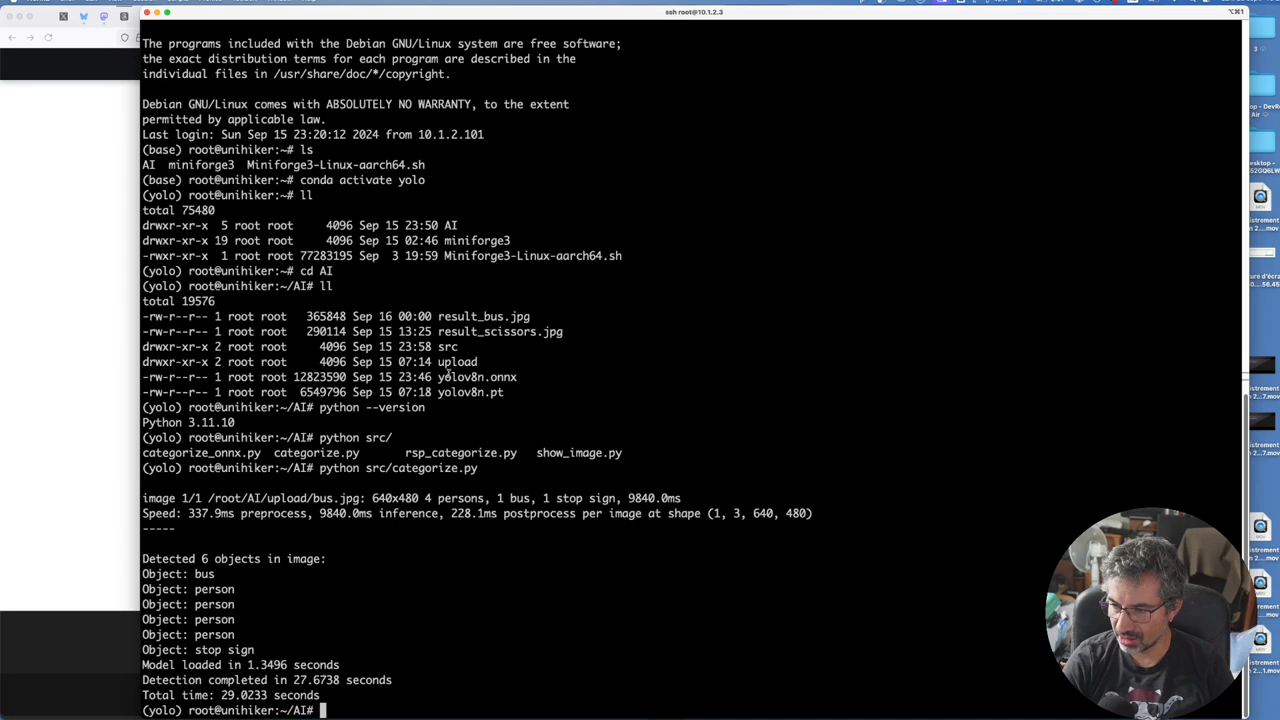 ssh root@10.1.2.3
⌥⌘1
The programs included with the Debian GNU/Linux system are free software;
the exact distribution terms for each program are described in the
individual files in /usr/share/doc/*/copyright.
Debian GNU/Linux comes with ABSOLUTELY NO WARRANTY, to the extent
permitted by applicable law.
Last login: Sun Sep 15 23:20:12 2024 from 10.1.2.101
(base) root@unihiker:~# ls
AI  miniforge3  Miniforge3-Linux-aarch64.sh
(base) root@unihiker:~# conda activate yolo
(yolo) root@unihiker:~# ll
total 75480
drwxr-xr-x  5 root root     4096 Sep 15 23:50 AI
drwxr-xr-x 19 root root     4096 Sep 15 02:46 miniforge3
-rwxr-xr-x  1 root root 77283195 Sep  3 19:59 Miniforge3-Linux-aarch64.sh
(yolo) root@unihiker:~# cd AI
(yolo) root@unihiker:~/AI# ll
total 19576
-rw-r--r-- 1 root root   365848 Sep 16 00:00 result_bus.jpg
-rw-r--r-- 1 root root   290114 Sep 15 13:25 result_scissors.jpg
drwxr-xr-x 2 root root     4096 Sep 15 23:58 src
drwxr-xr-x 2 root root     4096 Sep 15 07:14 upload
-rw-r--r-- 1 root root 12823590 Sep 15 23:46 yolov8n.onnx
-rw-r--r-- 1 root root  6549796 Sep 15 07:18 yolov8n.pt
(yolo) root@unihiker:~/AI# python --version
Python 3.11.10
(yolo) root@unihiker:~/AI# python src/
categorize_onnx.py  categorize.py       rsp_categorize.py   show_image.py
(yolo) root@unihiker:~/AI# python src/categorize.py
image 1/1 /root/AI/upload/bus.jpg: 640x480 4 persons, 1 bus, 1 stop sign, 9840.0ms
Speed: 337.9ms preprocess, 9840.0ms inference, 228.1ms postprocess per image at shape (1, 3, 640, 480)
-----
Detected 6 objects in image:
Object: bus
Object: person
Object: person
Object: person
Object: person
Object: stop sign
Model loaded in 1.3496 seconds
Detection completed in 27.6738 seconds
Total time: 29.0233 seconds
(yolo) root@unihiker:~/AI#